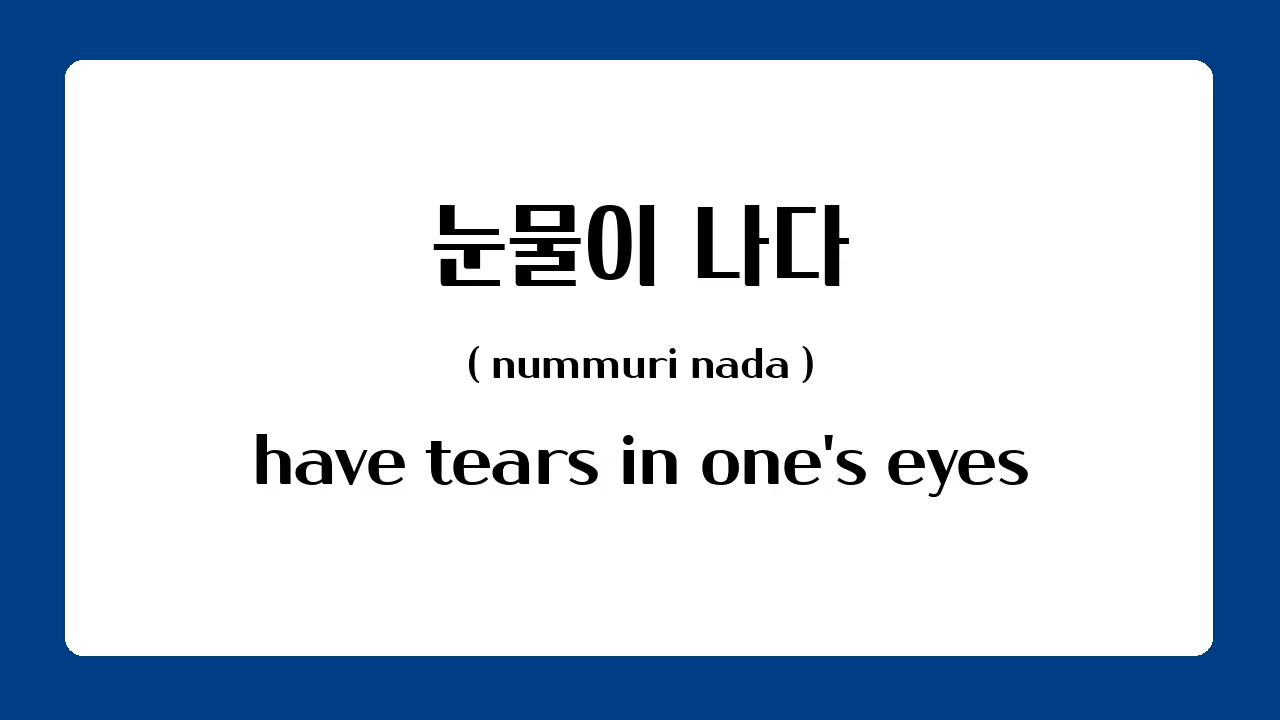 눈물이 나다
( nummuri nada )
have tears in one's eyes